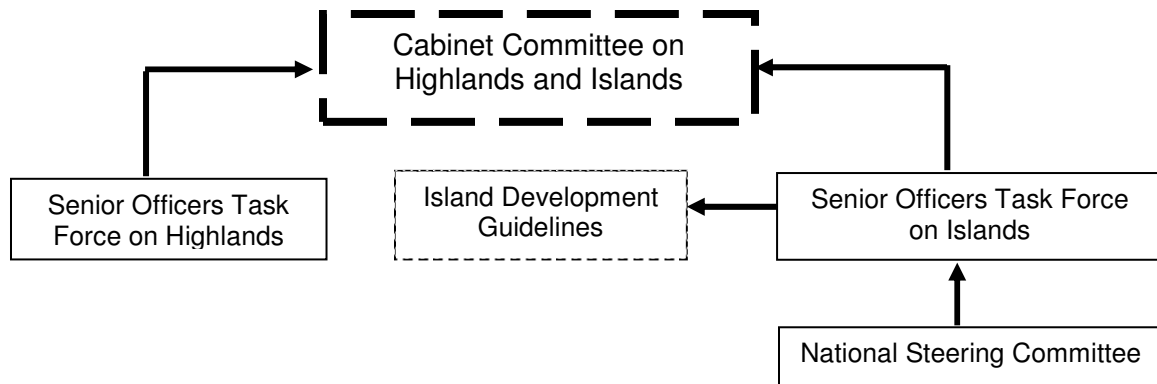 Cabinet Committee on
Highlands and Islands
Senior Officers Task
Force on Highlands
Island Development
Guidelines
Senior Officers Task Force
on Islands
National Steering Committee